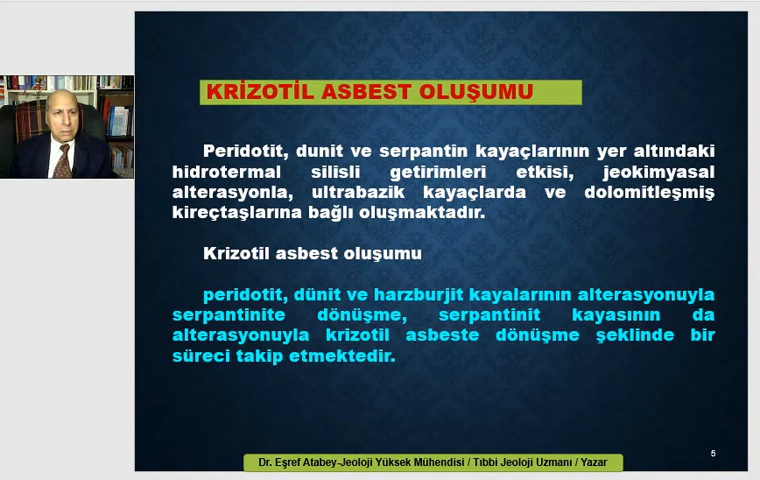 KRİZOTİL ASBEST OLUŞUMU
Peridotit, dunit ve serpantin kayaçlarının yer altındaki
hidrotermal silisli getirimleri etkisi, jeokimyasal
alterasyonla, ultrabazik kayaçlarda ve dolomitleşmiş
kireçtaşlarına bağlı oluşmaktadır.
Krizotil asbest oluşumu
peridotit, dünit ve harzburjit kayalarının alterasyonuyla
serpantinite dönüşme, serpantinit kayasının da
alterasyonuyla krizotil asbeste dönüşme şeklinde bir
süreci takip etmektedir.
5
Dr. Eşref Atabey-Jeoloji Yüksek Mühendisi / Tıbbi Jeoloji Uzmanı / Yazar